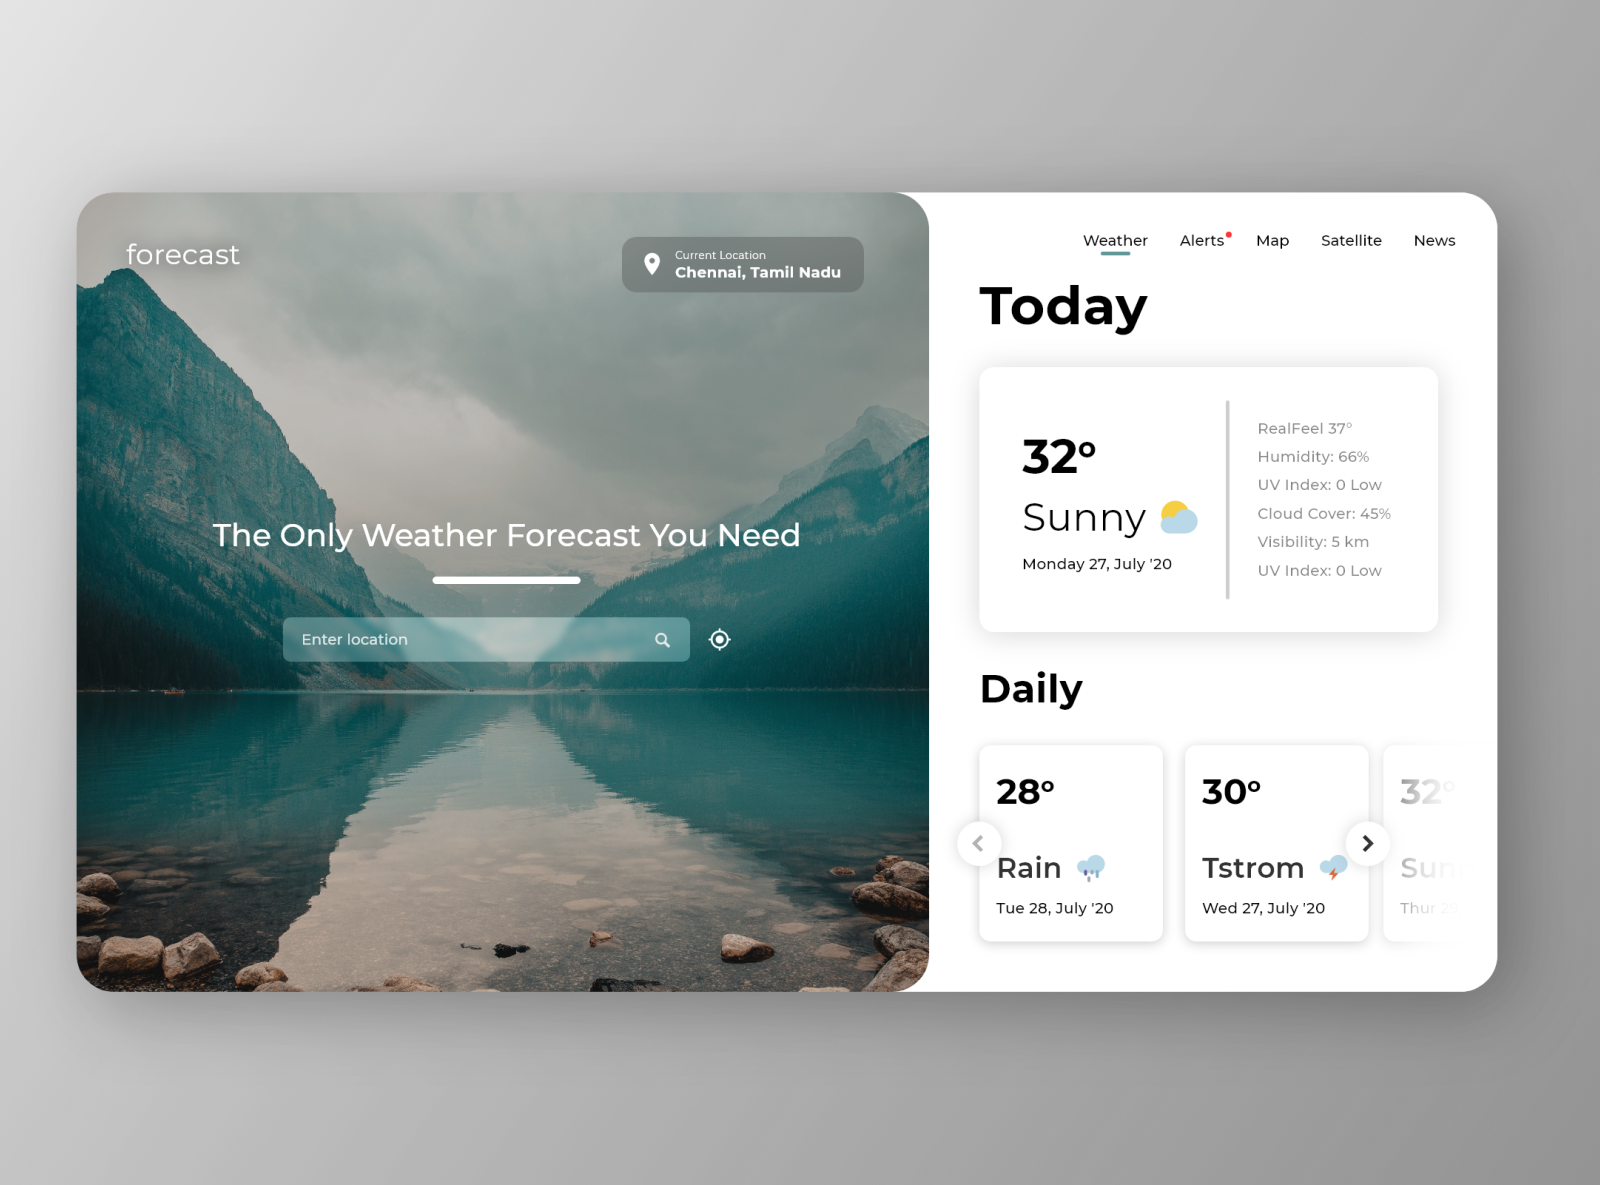 forecast
Current Location
Chennai, Tamil Nadu
The Only Weather Forecast You Need
Enter location
Weather Alerts Map Satellite News
Today
32°
Sunny
Monday 27, July '20
RealFeel 37°
Humidity: 66%
UV Index: 0 Low
Cloud Cover: 45%
Visibility: 5 km
UV Index: 0 Low
Daily
28°
Rain
Tue 28, July '20
30°
Tstrom
Wed 27, July '20
32°
Thur